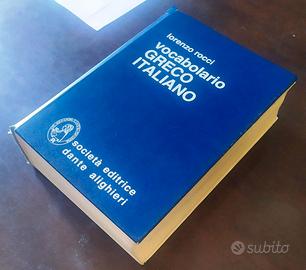 lorenzo rocci
vocabolario
GRECO
ITALIANO
società editrice
dante alighieri
subito